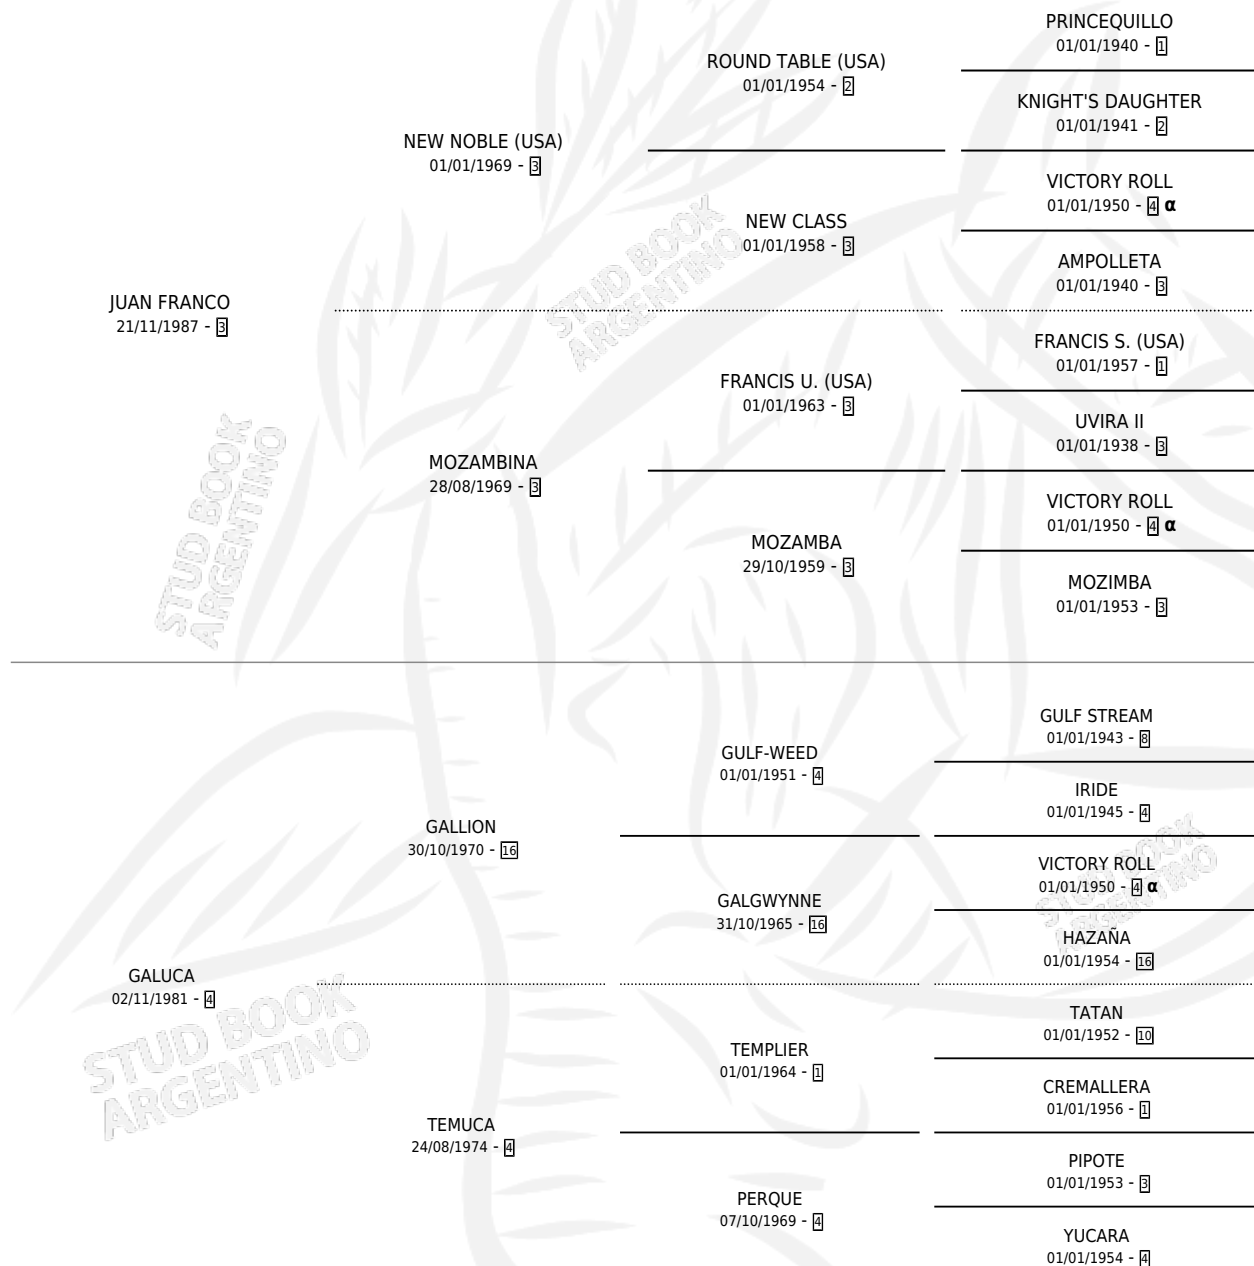 PRINCEQUILLO
01/01/1940 - 1
ROUND TABLE (USA)
01/01/1954 - 2
KNIGHT'S DAUGHTER
01/01/1941 - 2
NEW NOBLE (USA)
01/01/1969 - 3
VICTORY ROLL
01/01/1950 - 4 α
NEW CLASS
01/01/1958 - 3
AMPOLLETA
01/01/1940 - 3
STUD BOOK
ARGENTINO
JUAN FRANCO
21/11/1987 - 3
FRANCIS S. (USA)
01/01/1957 - 1
FRANCIS U. (USA)
01/01/1963 - 3
UVIRA II
01/01/1938 - 3
MOZAMBINA
28/08/1969 - 3
VICTORY ROLL
01/01/1950 - 4 α
MOZAMBA
29/10/1959 - 3
MOZIMBA
01/01/1953 - 3
STUD BOOK
ARGENTINO
GULF STREAM
01/01/1943 - 8
GULF-WEED
01/01/1951 - 4
IRIDE
01/01/1945 - 4
GALLION
30/10/1970 - 16
VICTORY ROLL
01/01/1950 - 4 α
GALGWYNNE
31/10/1965 - 16
HAZAÑA
01/01/1954 - 16
STUD BOOK
ARGENTINO
GALUCA
02/11/1981 - 4
STUD BOOK
ARGENTINO
TATAN
01/01/1952 - 10
TEMPLIER
01/01/1964 - 1
CREMALLERA
01/01/1956 - 1
TEMUCA
24/08/1974 - 4
PIPOTE
01/01/1953 - 3
PERQUE
07/10/1969 - 4
YUCARA
01/01/1954 - 4